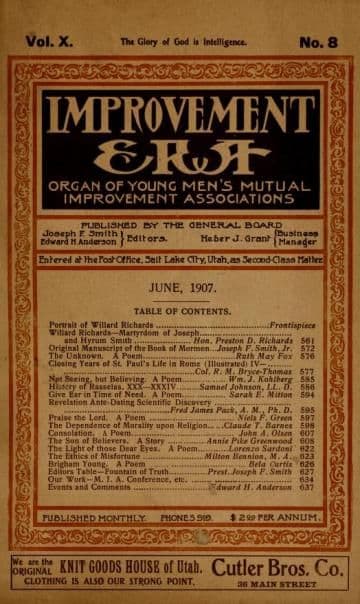 Vol. X. The Glory of God is Intelligence. No. 8
IMPROVEMENT
ERA
ORGAN OF YOUNG MEN'S MUTUAL
IMPROVEMENT ASSOCIATIONS
PUBLISHED BY THE GENERAL BOARD
Joseph F. Smith
Edward H. Anderson } Editors. Heber J. Grant { Business Manager
Entered at the Post Office, Salt Lake City, Utah, as Second-Class Matter.
JUNE, 1907.
TABLE OF CONTENTS.
Portrait of Willard Richards ........ Frontispiece
Willard Richards—Martyrdom of Joseph
and Hyrum Smith ........ Hon. Preston D. Richards 561
Original Manuscript of the Book of Mormon..Joseph F. Smith, Jr. 572
The Unknown. A Poem ........ Ruth May Fox 576
Closing Years of St. Paul's Life in Rome (Illustrated) IV—
........ Col. R. M. Bryce-Thomas 577
Not Seeing, but Believing. A Poem ........ Wm. J. Kohlberg 585
History of Rasselas, XXX—XXXIV ........ Samuel Johnson, LL. D. 586
Give Ear in Time of Need. A Poem ........ Sarah E. Mitton 594
Revelation Ante-Dating Scientific Discovery
........ Fred James Pack, A. M., Ph. D. 595
Praise the Lord. A Poem ........ Niels F. Green 597
The Dependence of Morality upon Religion...Claude T. Barnes 598
Consolation. A Poem ........ John A. Olsen 607
The Son of Believers. A Story ........ Annie Pike Greenwood 608
The Light of those Dear Eyes. A Poem ........ Lorenzo Sardoni 622
The Ethics of Misfortune ........ Milton Bennion, M. A. 623
Brigham Young. A Poem ........ Bela Curtis 626
Editors Table—Fountain of Truth ........ Prest. Joseph F. Smith 627
Our Work—M. I. A. Conference, etc. ........ 634
Events and Comments ........ Edward H. Anderson 637
PUBLISHED MONTHLY. PHONES 519. $2.00 PER ANNUM.
We are the
ORIGINAL KNIT GOODS HOUSE of Utah. Cutler Bros. Co.
CLOTHING IS ALSO OUR STRONG POINT. 36 MAIN STREET